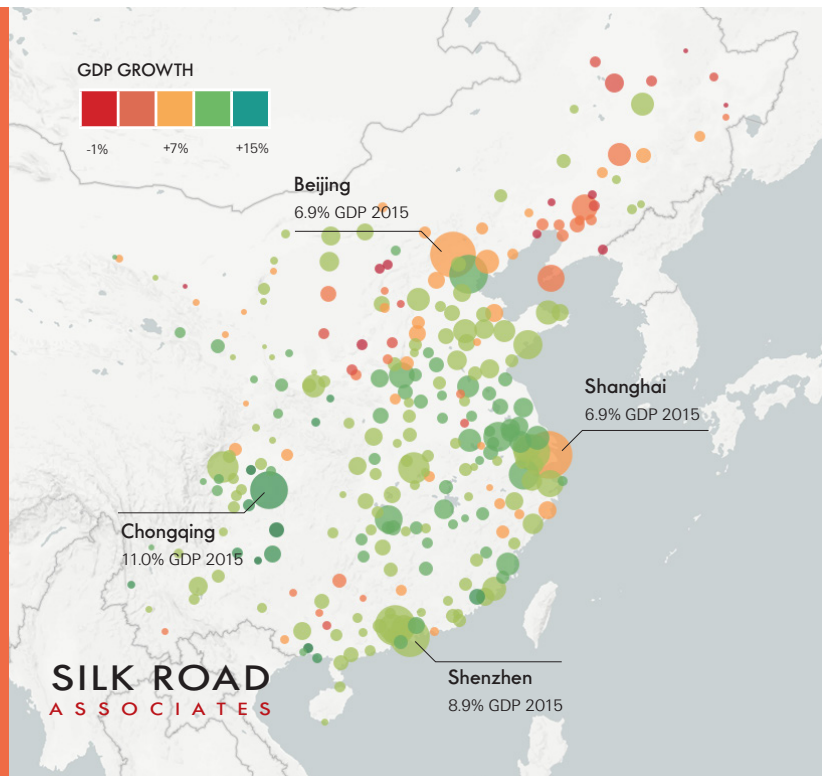 GDP GROWTH
-1% +7% +15%
Beijing
6.9% GDP 2015
Shanghai
6.9% GDP 2015
Chongqing
11.0% GDP 2015
Shenzhen
8.9% GDP 2015
SILK ROAD
ASSOCIATES